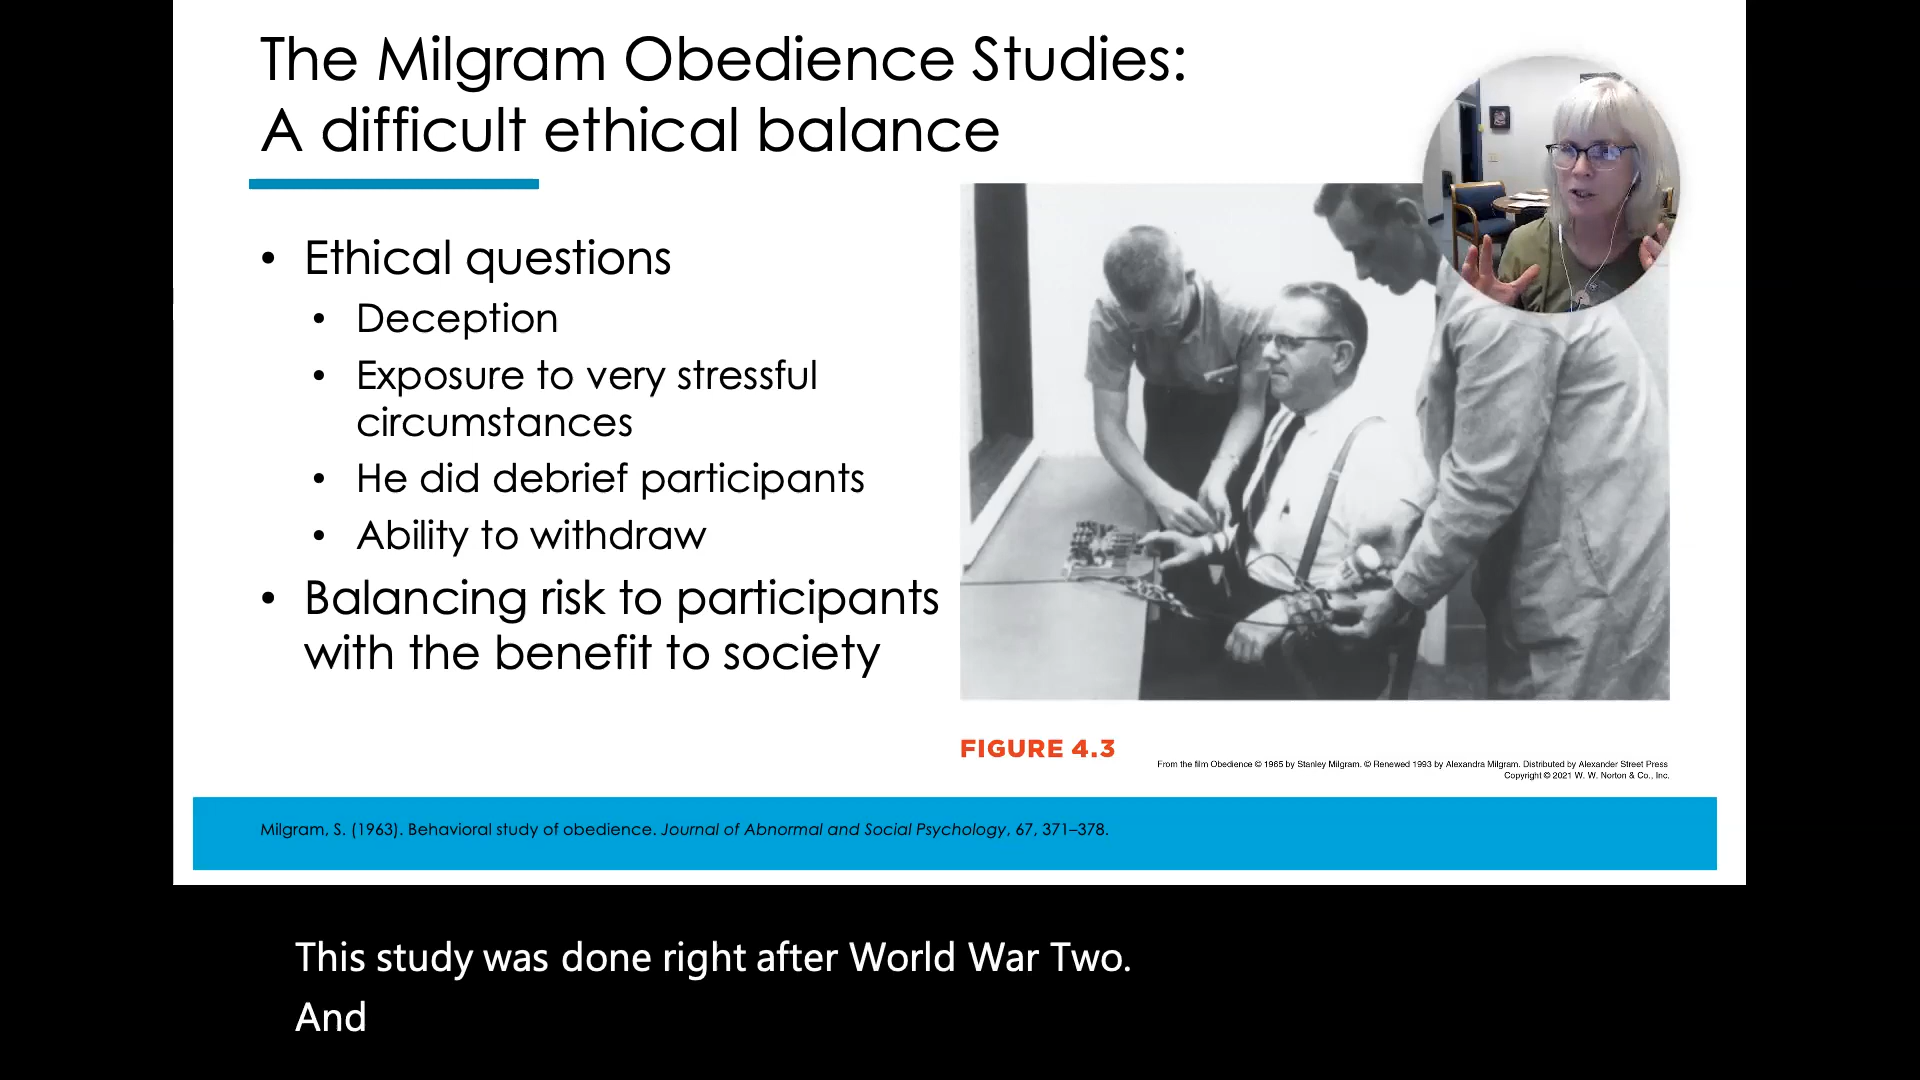 The Milgram Obedience Studies:
A difficult ethical balance
• Ethical questions
• Deception
• Exposure to very stressful
circumstances
• He did debrief participants
• Ability to withdraw
• Balancing risk to participants
with the benefit to society
FIGURE 4.3
From the film Obedience © 1965 by Stanley Milgram. © Renewed 1993 by Alexandra Milgram. Distributed by Alexander Street Press
Copyright © 2021 W. W. Norton & Co., Inc.
Milgram, S. (1963). Behavioral study of obedience. Journal of Abnormal and Social Psychology, 67, 371–378.
This study was done right after World War Two.
And